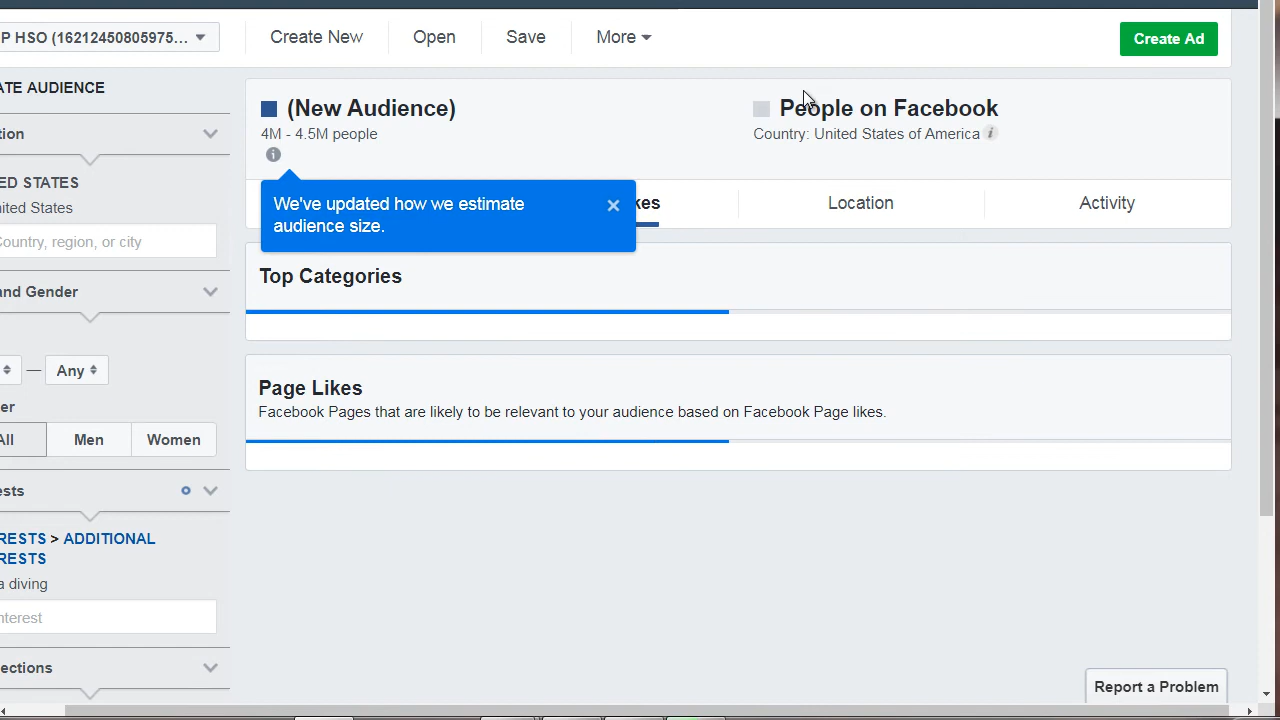 P HSO (16212450805975...
Create New
Open
Save
More
Create Ad
ATE AUDIENCE
(New Audience)
People on Facebook
4M - 4.5M people
Country: United States of America
tion
We've updated how we estimate
audience size.
ED STATES
ited States
Country, region, or city
kes
Location
Activity
Top Categories
and Gender
Any
Page Likes
Facebook Pages that are likely to be relevant to your audience based on Facebook Page likes.
er
All
Men
Women
ests
RESTS > ADDITIONAL
RESTS
a diving
nterest
ections
Report a Problem